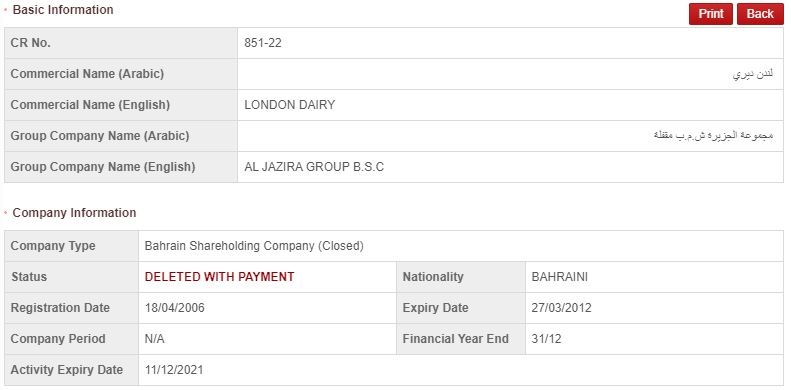 Basic Information
Print Back
CR No. 851-22
Commercial Name (Arabic) لندن ديري
Commercial Name (English) LONDON DAIRY
Group Company Name (Arabic) مجموعة الجزيرة ش.م.ب مقفلة
Group Company Name (English) AL JAZIRA GROUP B.S.C
Company Information
Company Type Bahrain Shareholding Company (Closed)
Status DELETED WITH PAYMENT Nationality BAHRAINI
Registration Date 18/04/2006 Expiry Date 27/03/2012
Company Period N/A Financial Year End 31/12
Activity Expiry Date 11/12/2021